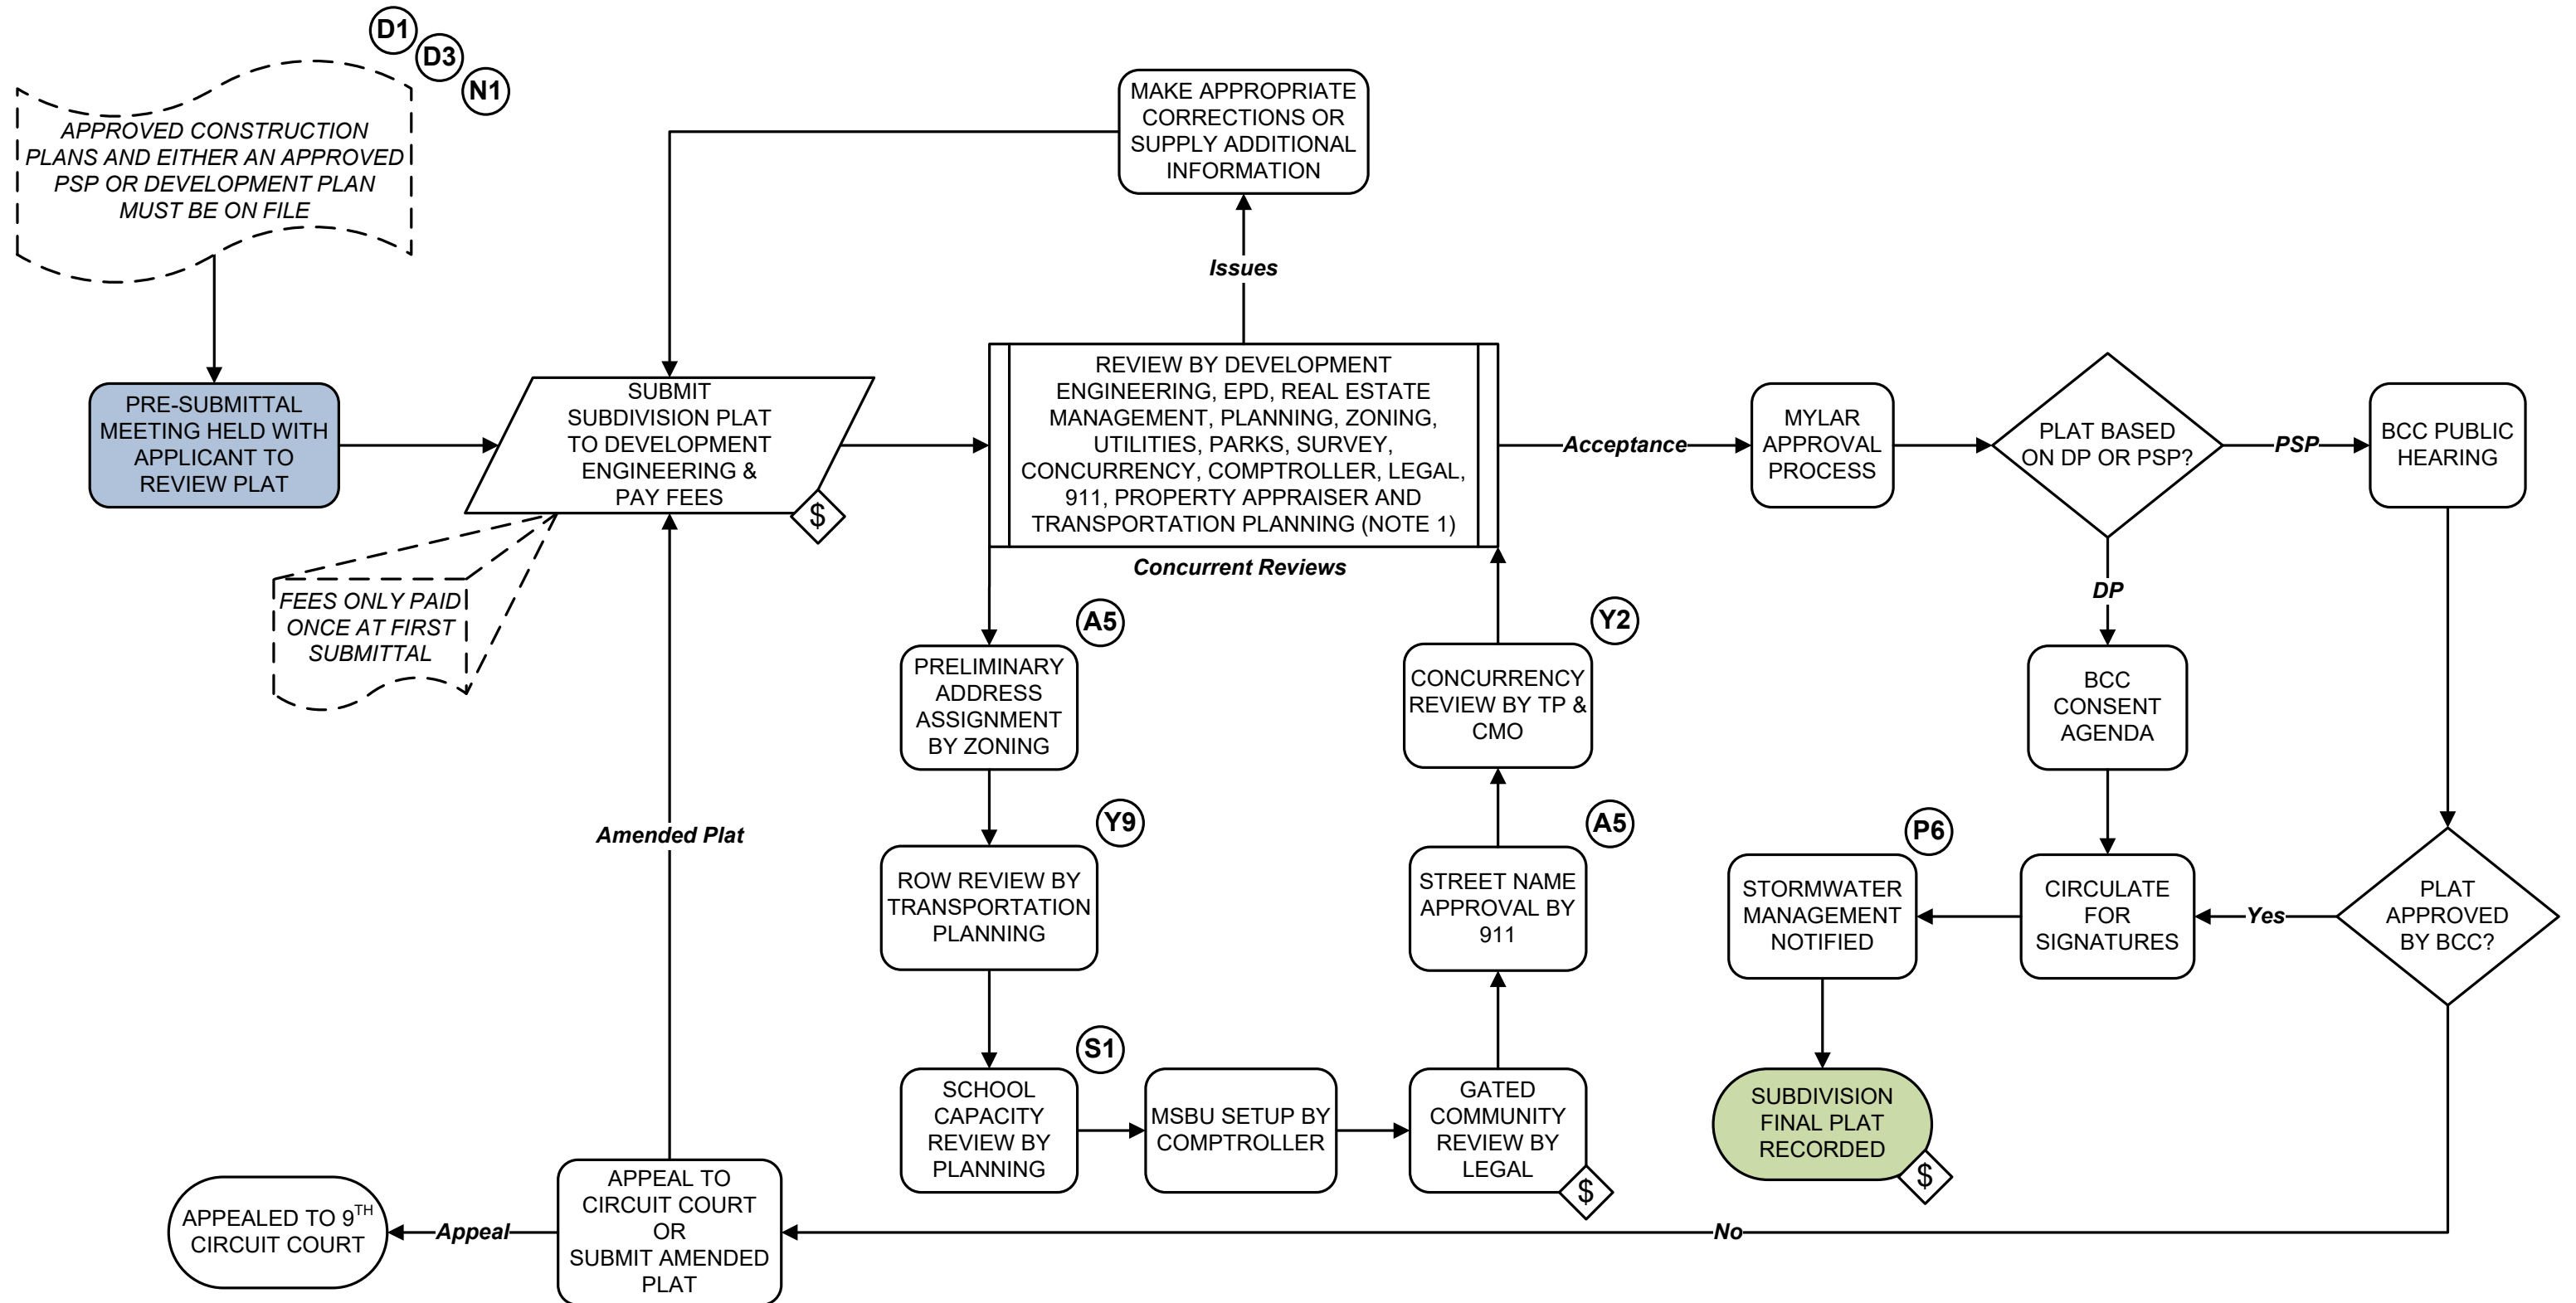 D1
D3
N1
APPROVED CONSTRUCTION
PLANS AND EITHER AN APPROVED
PSP OR DEVELOPMENT PLAN
MUST BE ON FILE
MAKE APPROPRIATE
CORRECTIONS OR
SUPPLY ADDITIONAL
INFORMATION
Issues
PRE-SUBMITTAL
MEETING HELD WITH
APPLICANT TO
REVIEW PLAT
SUBMIT
SUBDIVISION PLAT
TO DEVELOPMENT
ENGINEERING &
PAY FEES
$
FEES ONLY PAID
ONCE AT FIRST
SUBMITTAL
REVIEW BY DEVELOPMENT
ENGINEERING, EPD, REAL ESTATE
MANAGEMENT, PLANNING, ZONING,
UTILITIES, PARKS, SURVEY,
CONCURRENCY, COMPTROLLER, LEGAL,
911, PROPERTY APPRAISER AND
TRANSPORTATION PLANNING (NOTE 1)
Concurrent Reviews
Acceptance
MYLAR
APPROVAL
PROCESS
PLAT BASED
ON DP OR PSP?
PSP
BCC PUBLIC
HEARING
DP
BCC
CONSENT
AGENDA
A5
PRELIMINARY
ADDRESS
ASSIGNMENT
BY ZONING
Y9
ROW REVIEW BY
TRANSPORTATION
PLANNING
S1
SCHOOL
CAPACITY
REVIEW BY
PLANNING
MSBU SETUP BY
COMPTROLLER
GATED
COMMUNITY
REVIEW BY
LEGAL
$
A5
STREET NAME
APPROVAL BY
911
Y2
CONCURRENCY
REVIEW BY TP &
CMO
PLAT
APPROVED
BY BCC?
Yes
CIRCULATE
FOR
SIGNATURES
P6
STORMWATER
MANAGEMENT
NOTIFIED
SUBDIVISION
FINAL PLAT
RECORDED
$
No
Amended Plat
APPEAL TO
CIRCUIT COURT
OR
SUBMIT AMENDED
PLAT
Appeal
APPEALED TO 9TH
CIRCUIT COURT